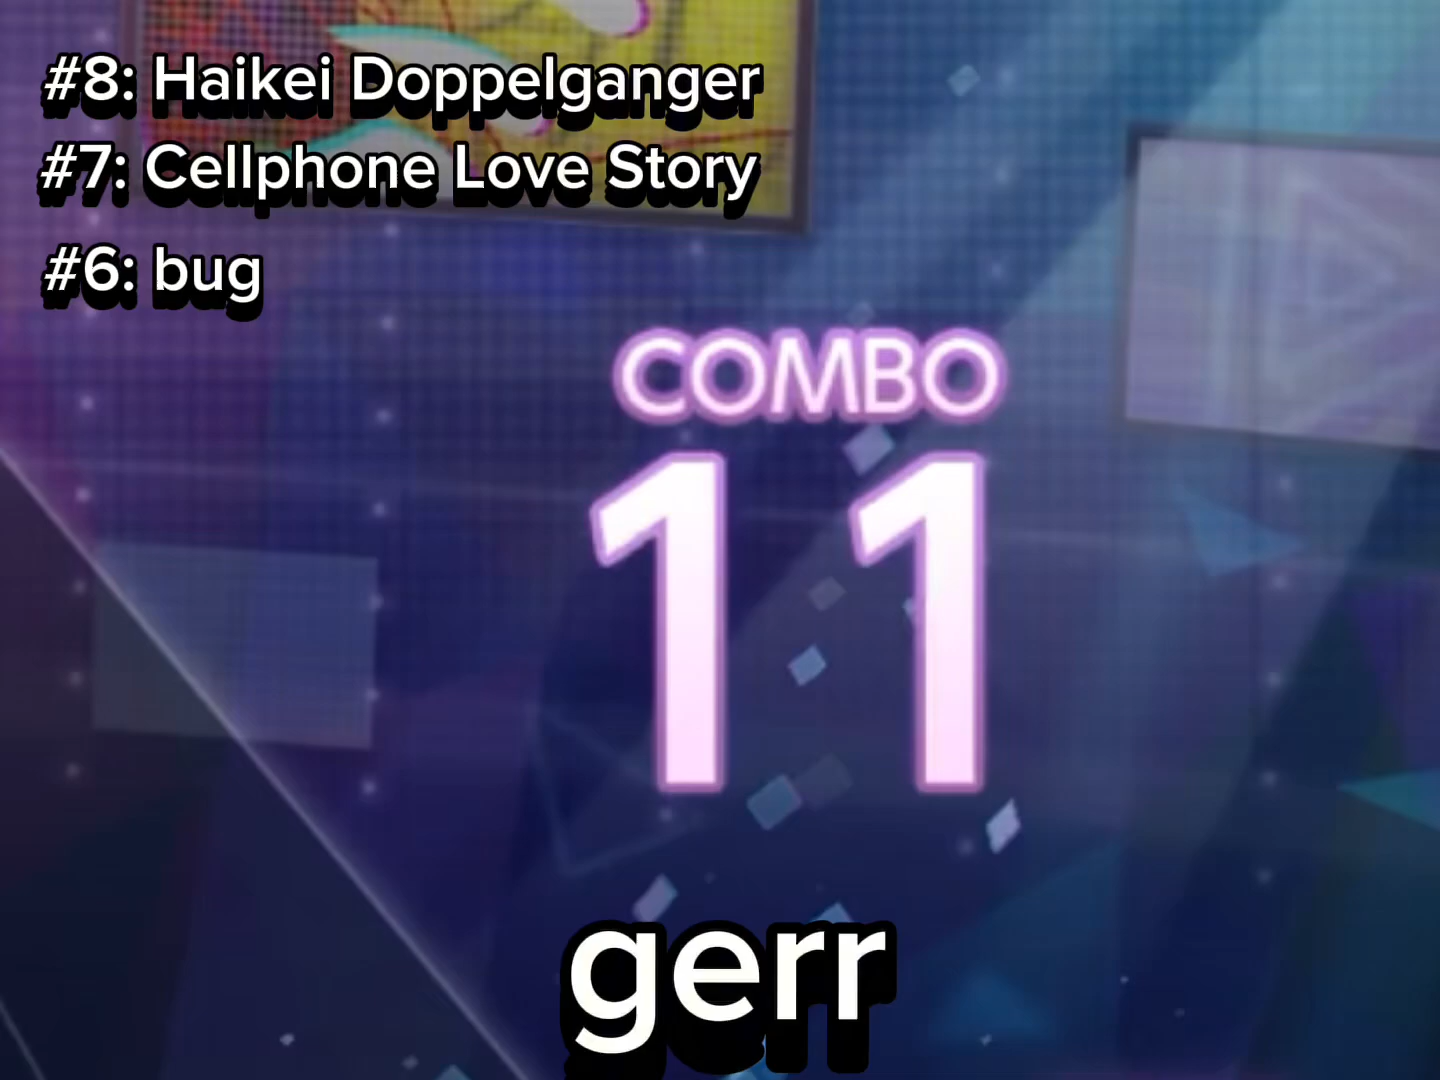 #8: Haikei Doppelganger
#7: Cellphone Love Story
#6: bug
COMBO
11
gerr